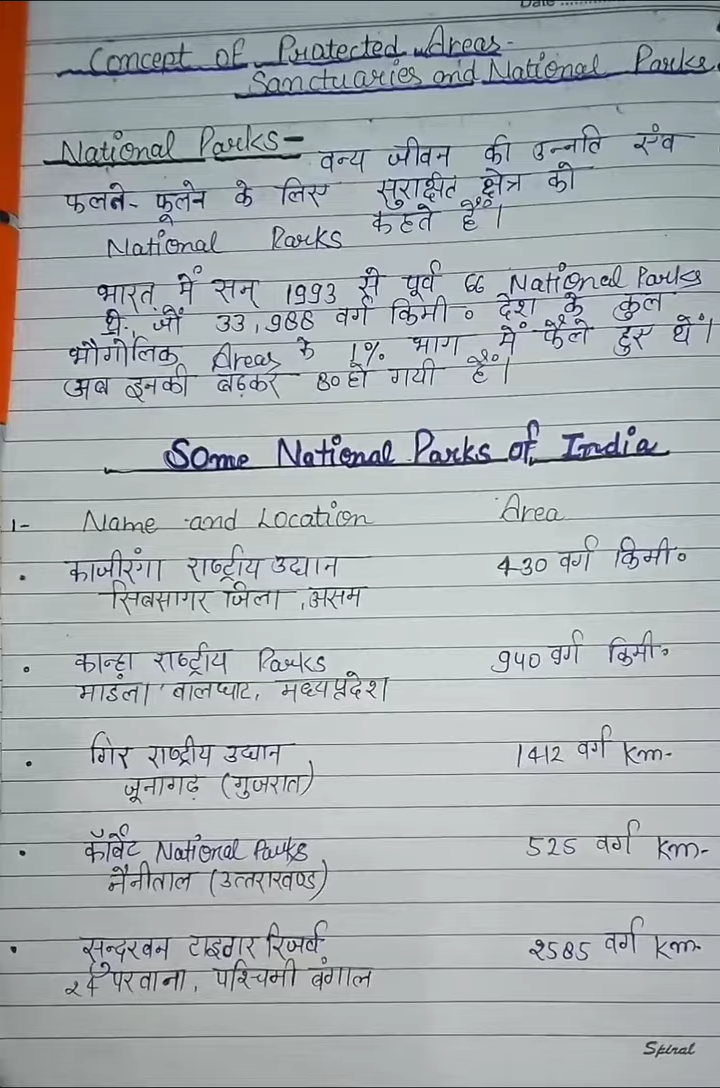 Date ..........
Concept of Protected Areas-
Sanctuaries and National Parks
National Parks- वन्य जीवन की उन्नति एंव
फलने-फूलने के लिए सुराक्षित क्षेत्र को
National Parks कहते हैं।
भारत में सन् 1993 से पूर्व 66 National Parks
थे, जों 33,988 वर्ग किमी० देश के कुल
भौगोलिक Areas के 1% भाग में फैले हुए थें।
अब इनकी बढ़कर 80 हो गयी हैं।
Some National Parks of India
1- Name and Location Area
• काजीरंगा राष्ट्रीय उद्यान 430 वर्ग किमी०
सिबसागर जिला, असम
• कान्हा राष्ट्रीय Parks 940 वर्ग किमी०
माडंला बालघाट, मध्यप्रदेश
• गिर राष्ट्रीय उद्यान 1412 वर्ग Km-
जूनागढ़ (गुजरात)
• कॉर्बेट National Parks 525 वर्ग Km-
नैनीताल (उत्तराखण्ड)
• सुन्दरबन टाइगर रिजर्व 2585 वर्ग Km-
24 परगना, पश्चिमी बंगाल
Spiral